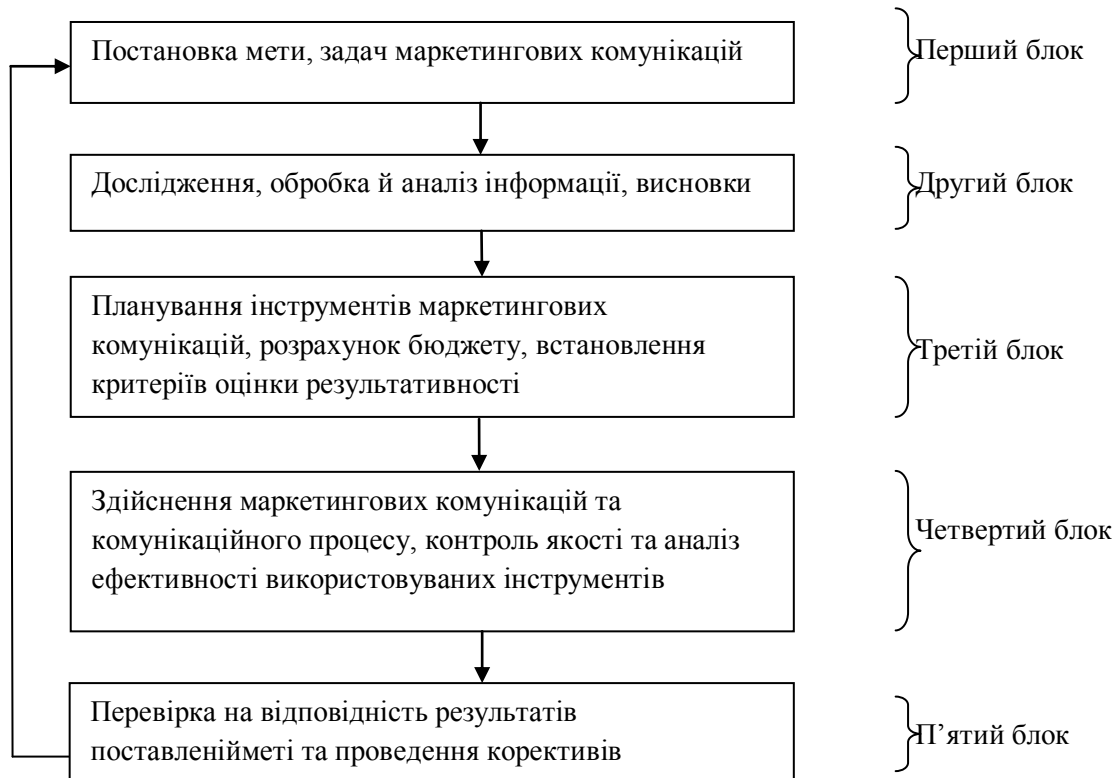 Постановка мети, задач маркетингових комунікацій
Перший блок
Дослідження, обробка й аналіз інформації, висновки
Другий блок
Планування інструментів маркетингових
комунікацій, розрахунок бюджету, встановлення
критеріїв оцінки результативності
Третій блок
Здійснення маркетингових комунікацій та
комунікаційного процесу, контроль якості та аналіз
ефективності використовуваних інструментів
Четвертий блок
Перевірка на відповідність результатів
поставленійметі та проведення корективів
П’ятий блок